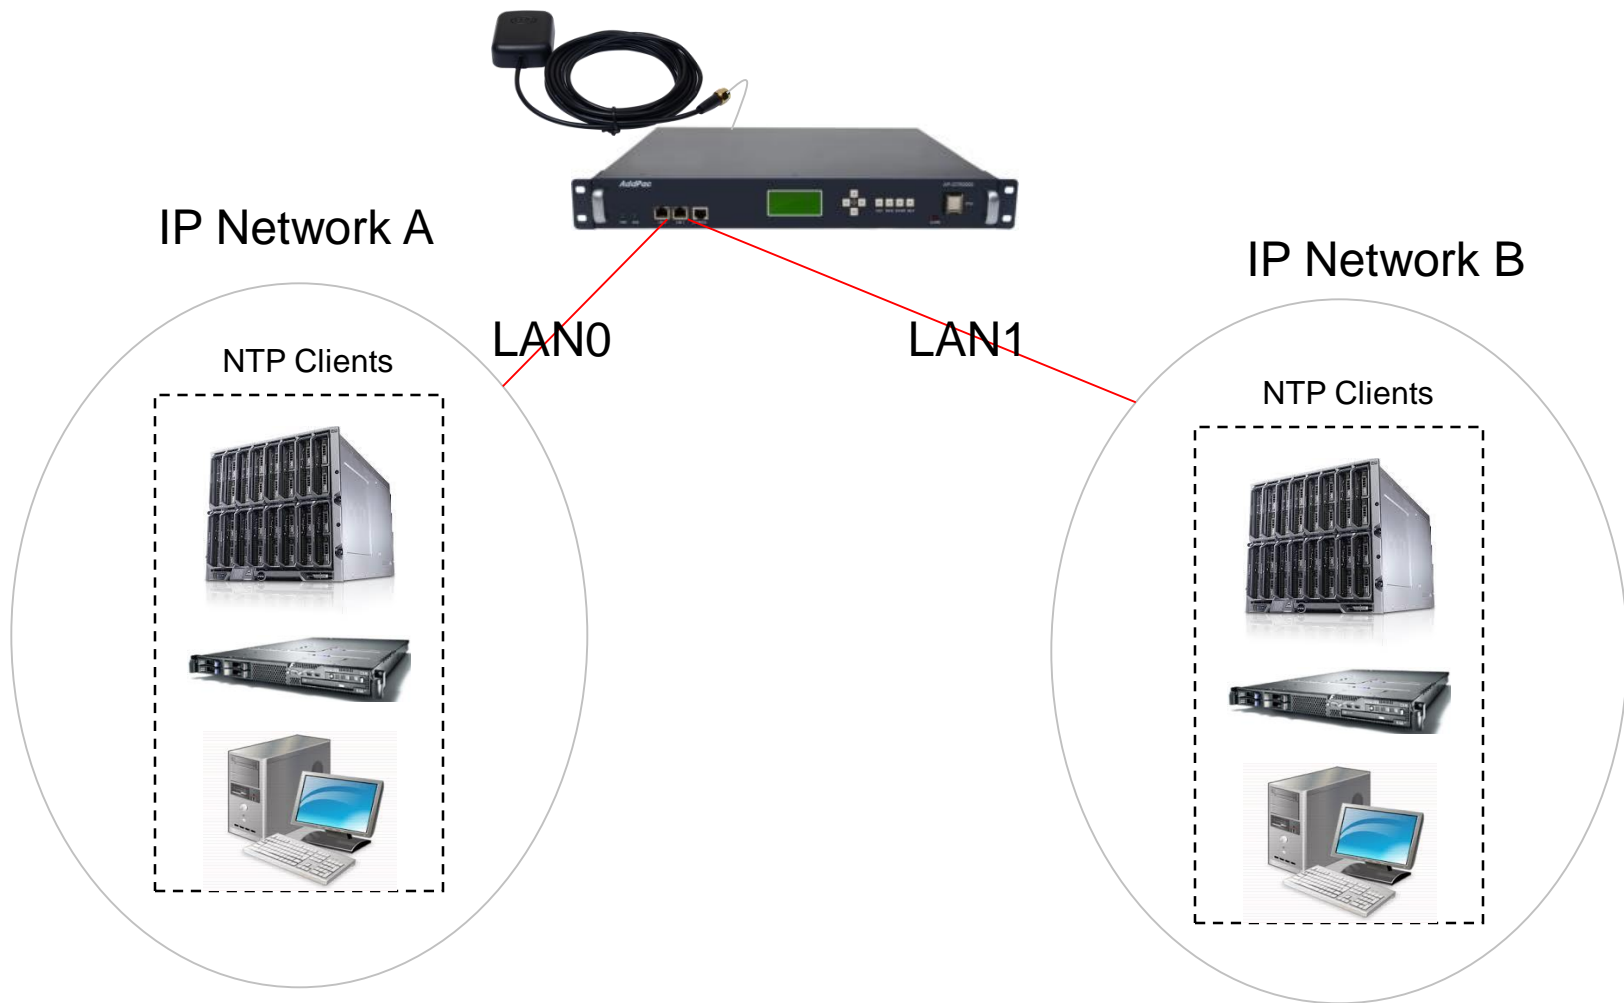 AddPac
IP Network A
IP Network B
LAN0
LAN1
NTP Clients
NTP Clients